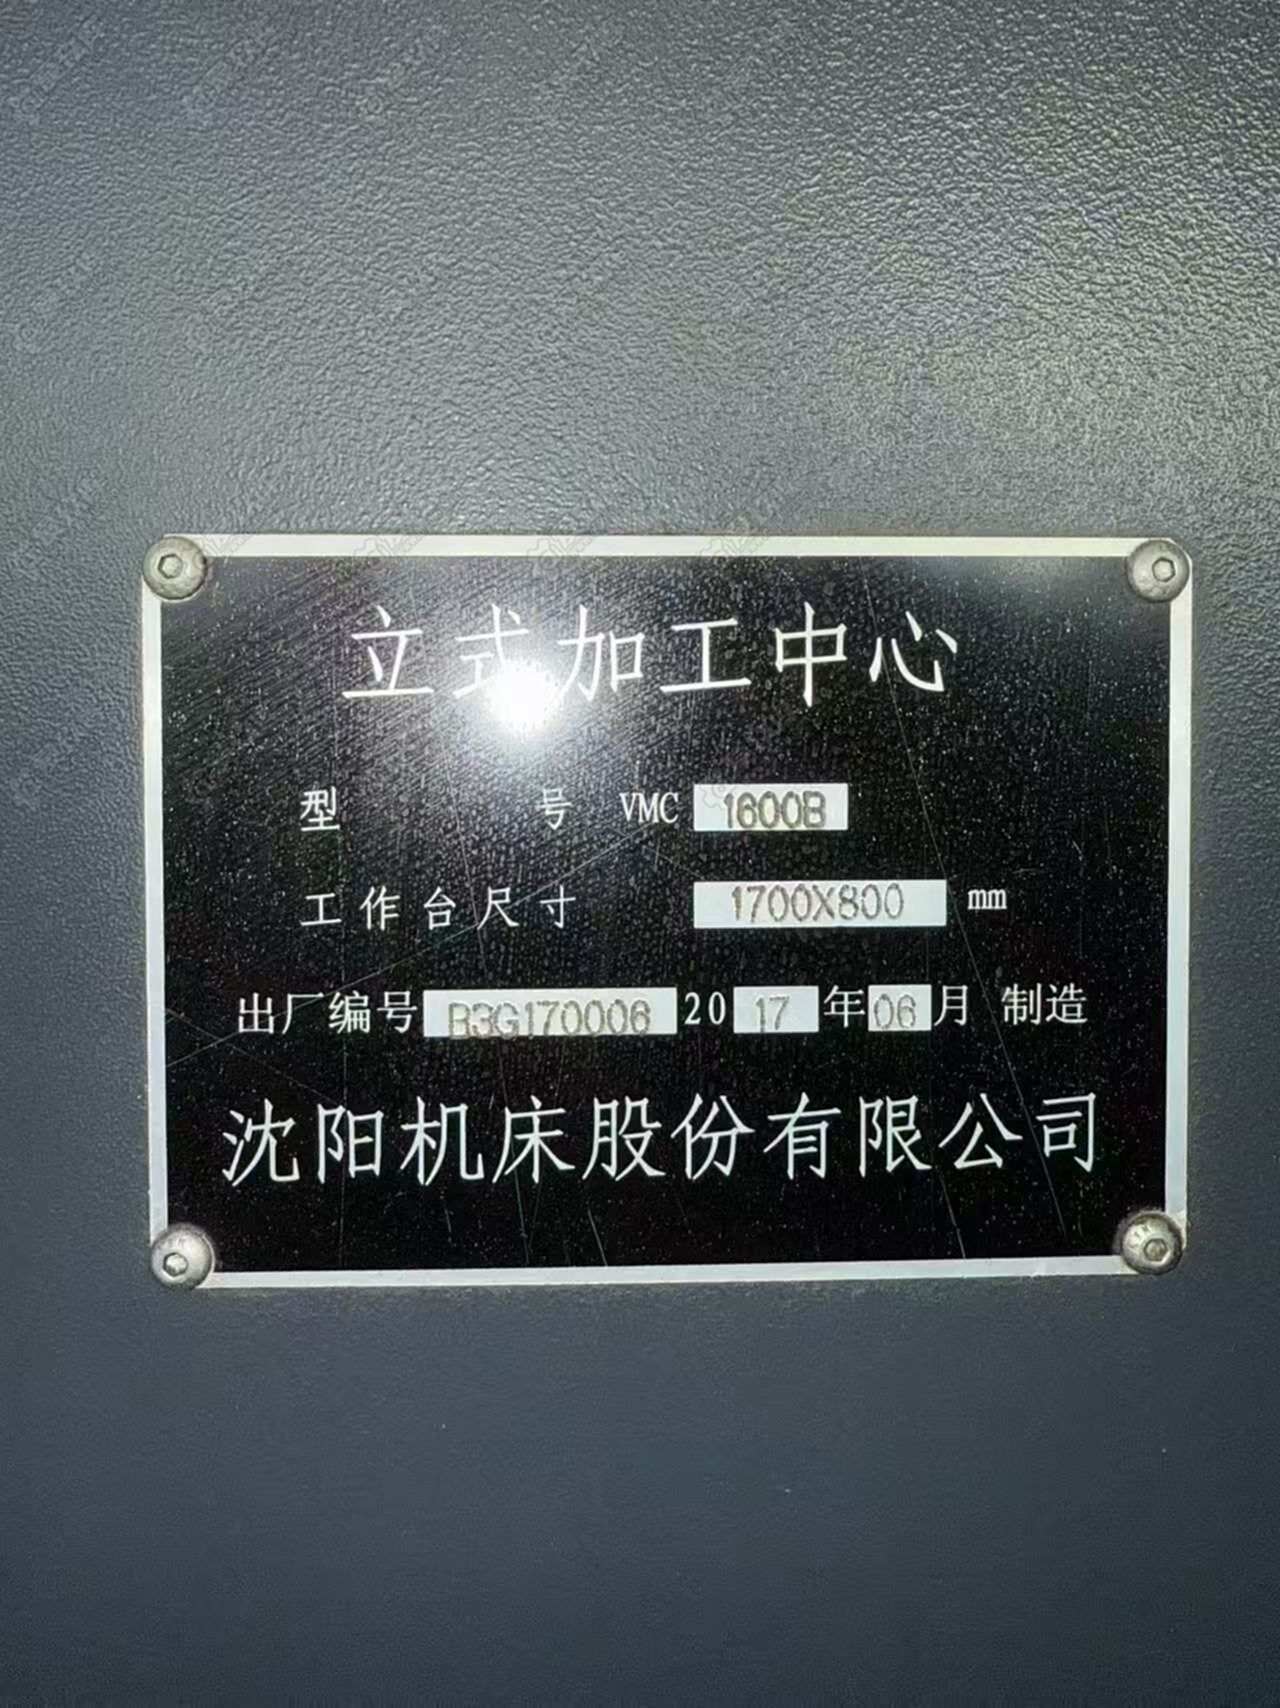 立式加工中心
型号 VMC 1600B
工作台尺寸 1700X800 mm
出厂编号 B3G170006 2017年06月 制造
沈阳机床股份有限公司